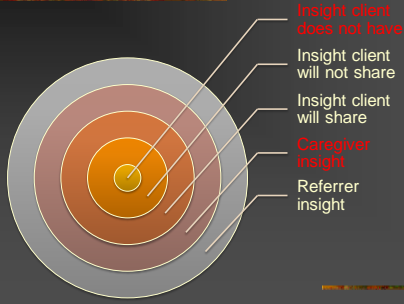 Insight client
does not have
Insight client
will not share
Insight client
will share
Caregiver
insight
Referrer
insight